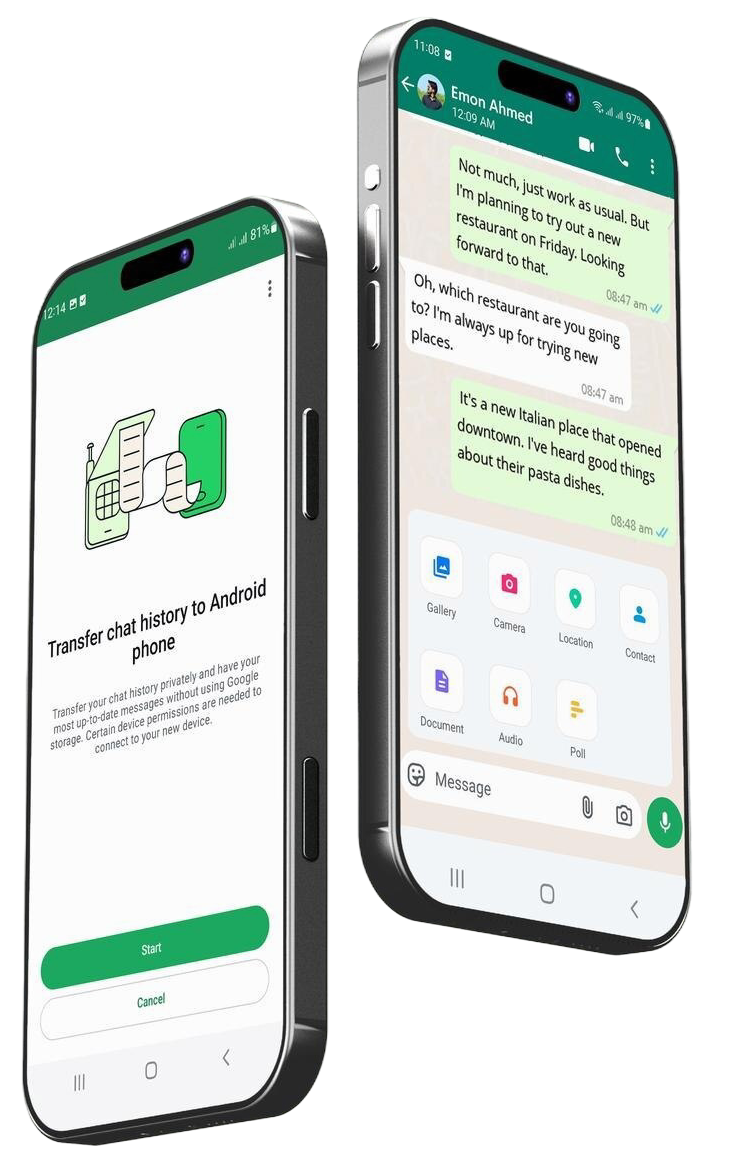 12:14
81%
Transfer chat history to Android
phone
Transfer your chat history privately and have your
most up-to-date messages without using Google
storage. Certain device permissions are needed to
connect to your new device.
Start
Cancel
11:08
97%
Emon Ahmed
12:09 AM
Not much, just work as usual. But
I'm planning to try out a new
restaurant on Friday. Looking
forward to that.
08:47 am
Oh, which restaurant are you going
to? I'm always up for trying new
places.
08:47 am
It's a new Italian place that opened
downtown. I've heard good things
about their pasta dishes.
08:48 am
Gallery
Camera
Location
Contact
Document
Audio
Poll
Message